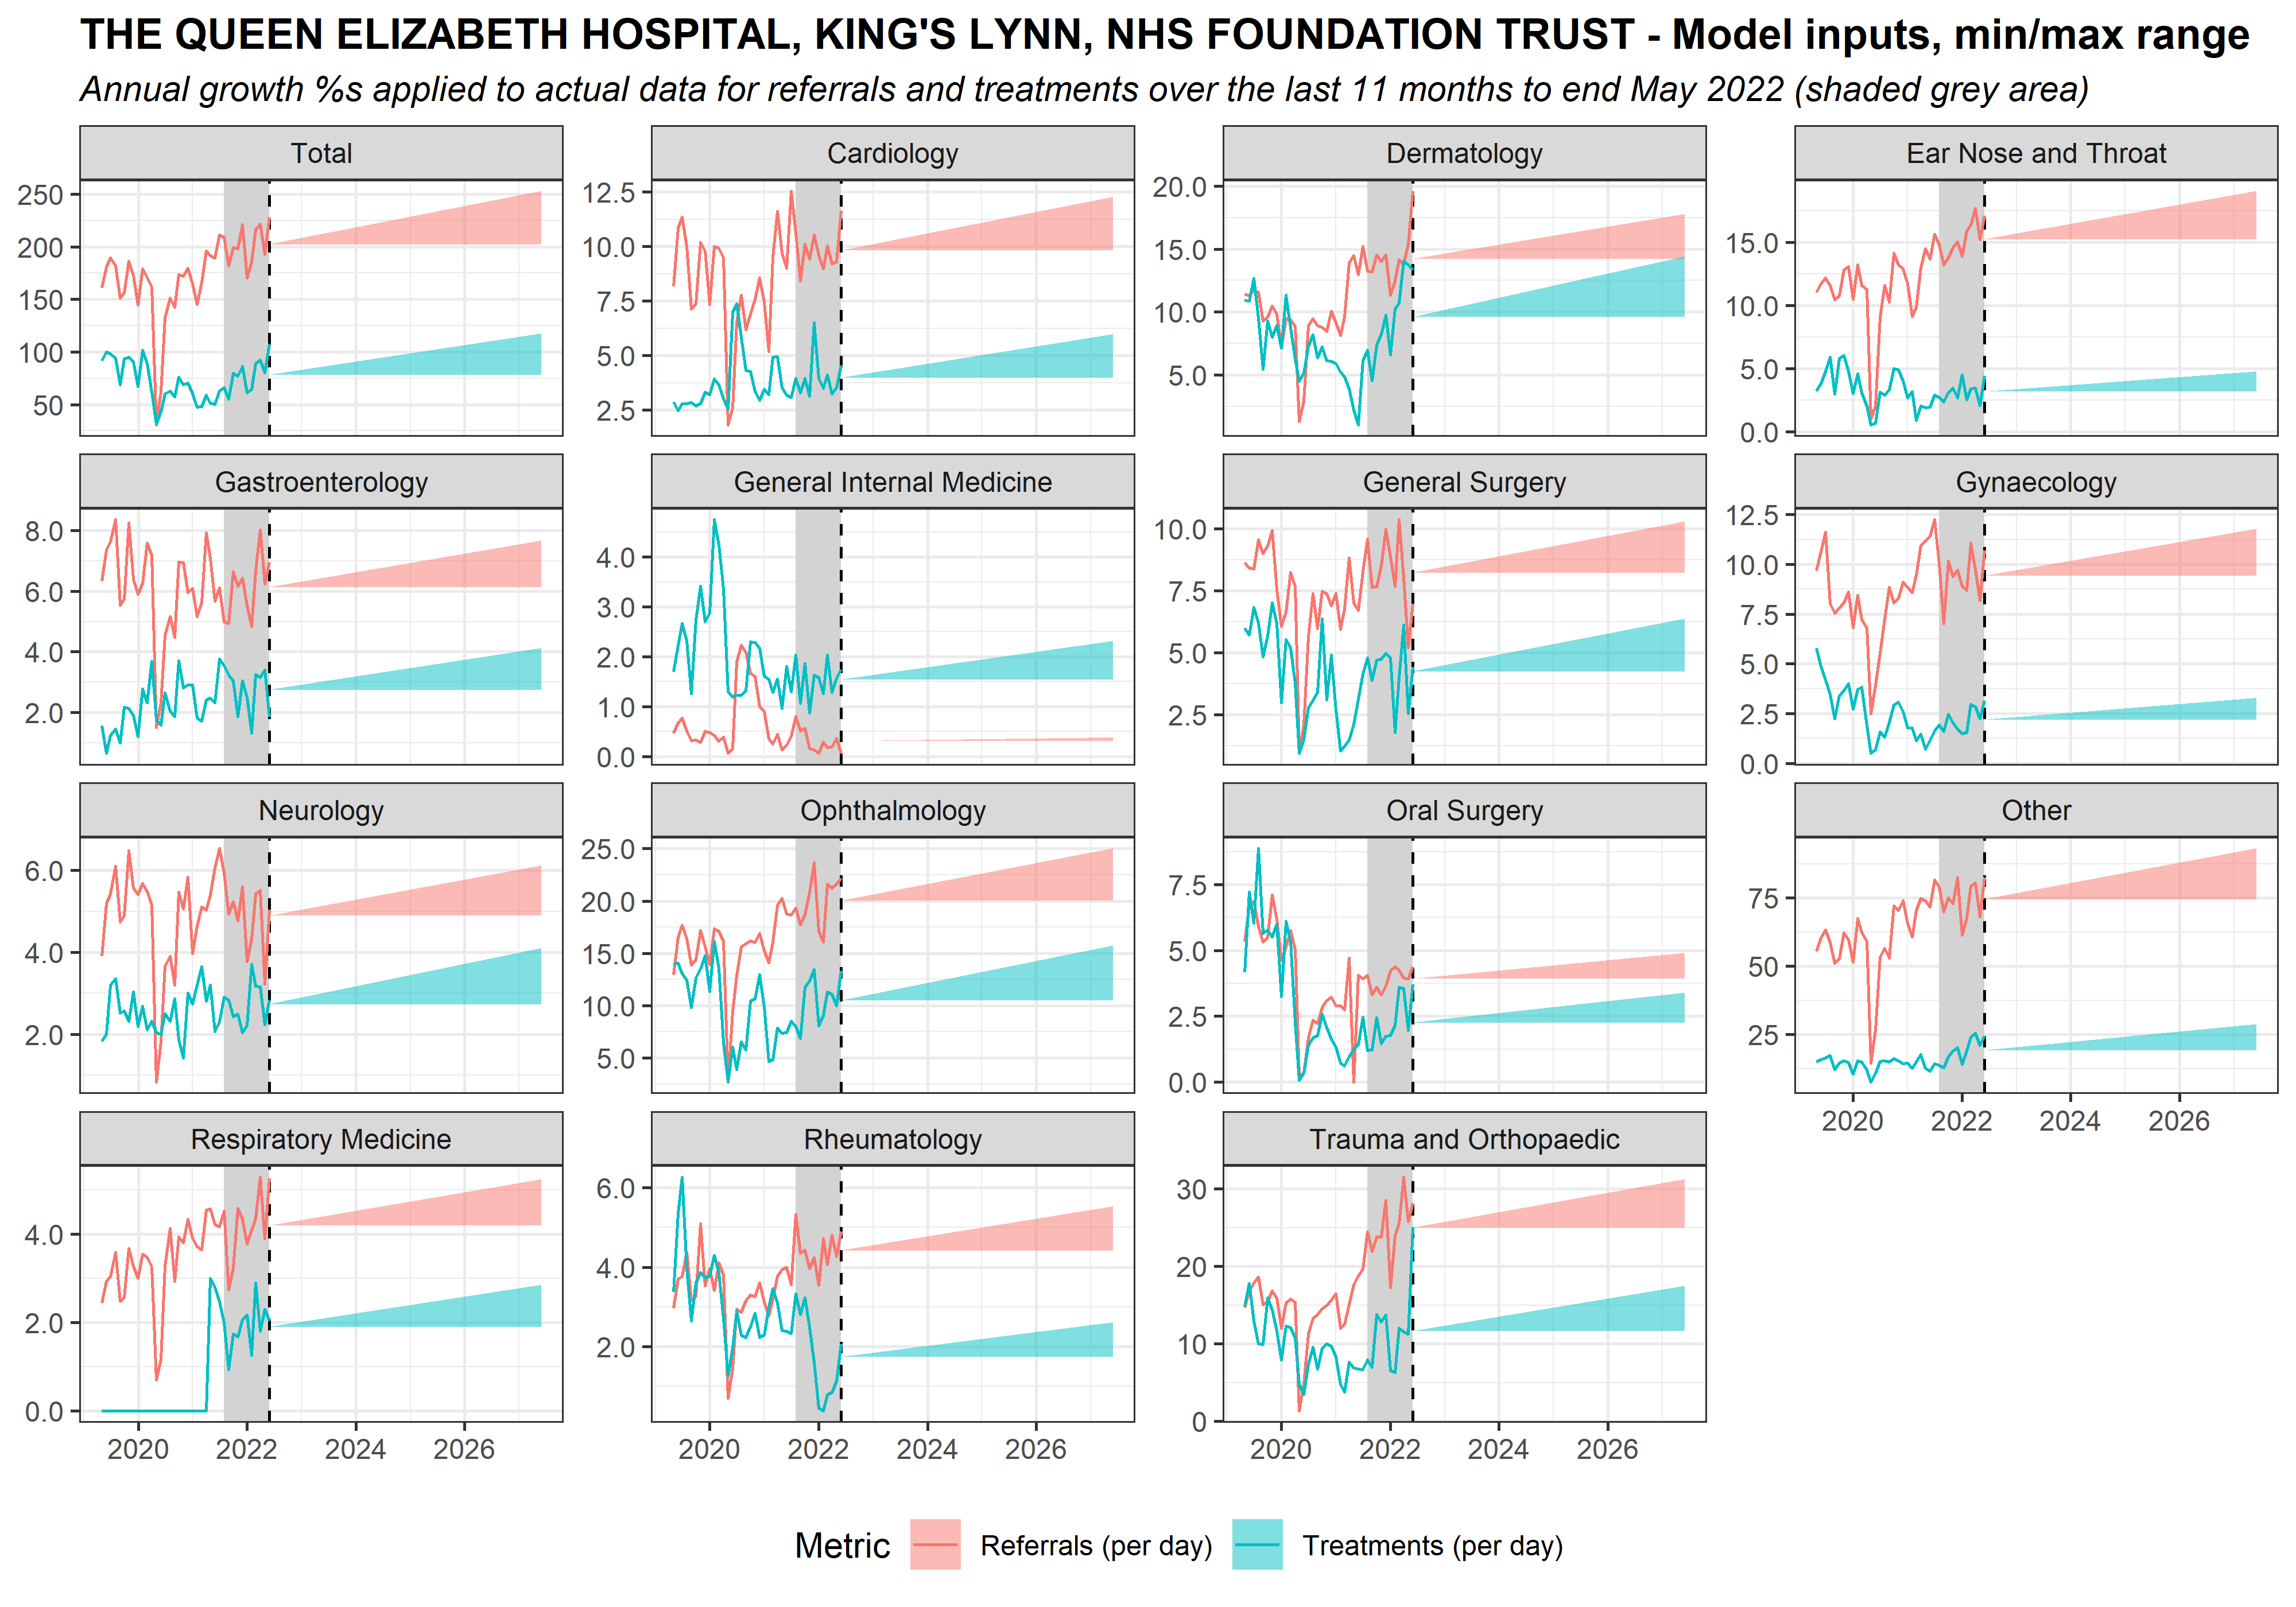 THE QUEEN ELIZABETH HOSPITAL, KING'S LYNN, NHS FOUNDATION TRUST - Model inputs, min/max range
Annual growth %s applied to actual data for referrals and treatments over the last 11 months to end May 2022 (shaded grey area)
Total
250
200
150
100
50
Cardiology
12.5
10.0
7.5
5.0
2.5
Dermatology
20.0
15.0
10.0
5.0
Ear Nose and Throat
15.0
10.0
5.0
0.0
Gastroenterology
8.0
6.0
4.0
2.0
General Internal Medicine
4.0
3.0
2.0
1.0
0.0
General Surgery
10.0
7.5
5.0
2.5
Gynaecology
12.5
10.0
7.5
5.0
2.5
0.0
Neurology
6.0
4.0
2.0
Ophthalmology
25.0
20.0
15.0
10.0
5.0
Oral Surgery
7.5
5.0
2.5
0.0
Other
75
50
25
2020 2022 2024 2026
Respiratory Medicine
4.0
2.0
0.0
2020 2022 2024 2026
Rheumatology
6.0
4.0
2.0
2020 2022 2024 2026
Trauma and Orthopaedic
30
20
10
0
2020 2022 2024 2026
Metric Referrals (per day) Treatments (per day)